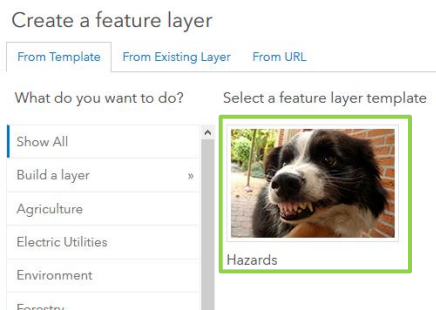 Create a feature layer
From Template
From Existing Layer
From URL
What do you want to do?
Select a feature layer template
Show All
Build a layer »
Agriculture
Electric Utilities
Environment
Forestry
Hazards